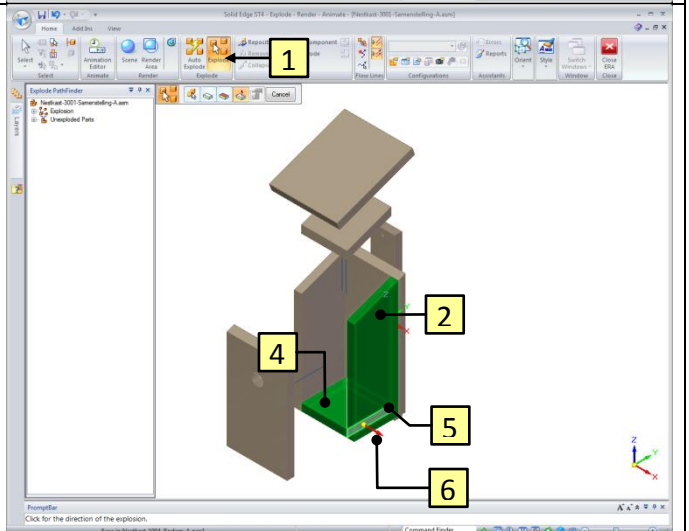 Solid Edge ST4 - Explode - Render - Animate - [Nestkast-3001-Samenstelling-A.asm]
Home Add Ins View
Select
Animation Editor
Scene
Render Area
Auto Explode
Explode
Collapse
Errors
Reports
Orient
Style
Switch Windows
Close ERA
Select Animate Render Explode Flow Lines Configurations Assistants Window Close
1
Explode PathFinder
Nestkast-3001-Samenstelling-A.asm
Explosion
Unexploded Parts
Layers
Cancel
Z
Y
X
2
4
5
6
Z
Y
X
PromptBar
Click for the direction of the explosion.
Command Finder